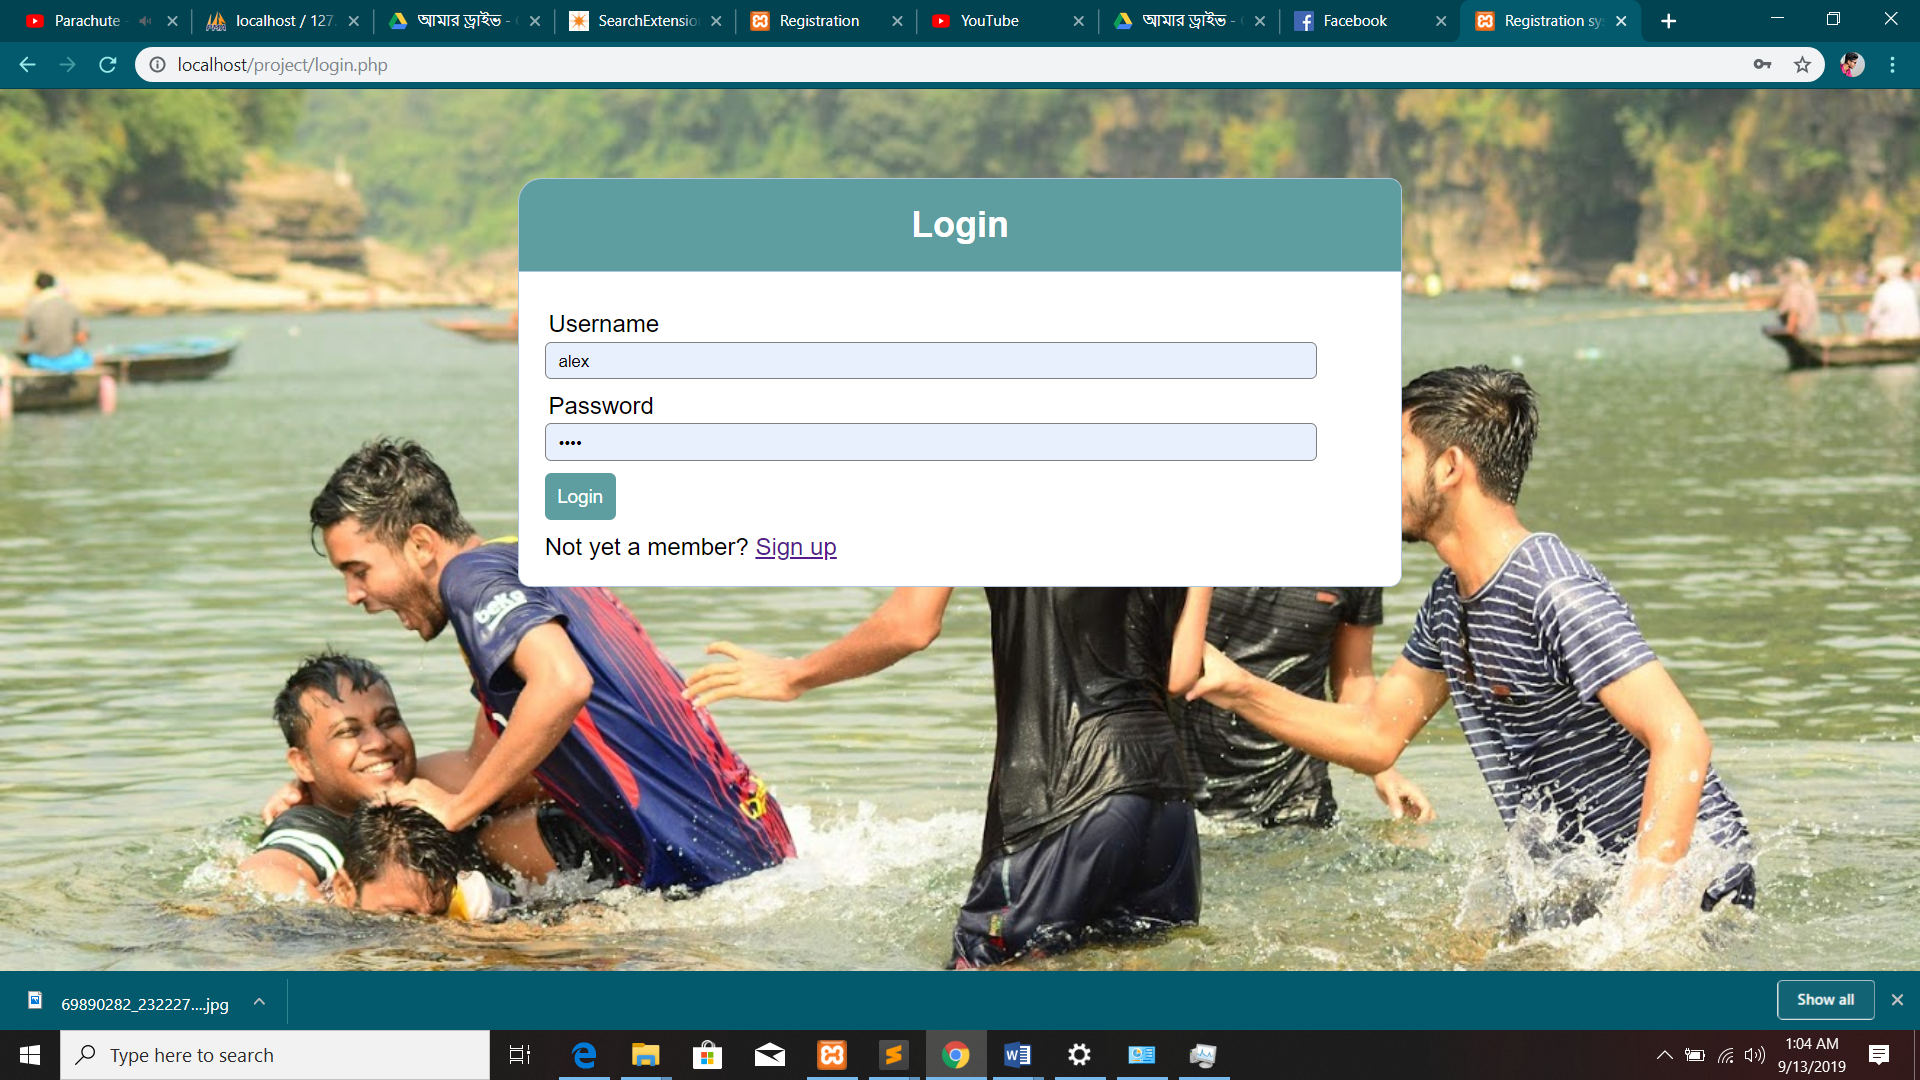 Parachute -
localhost / 127.
আমার ড্রাইভ -
SearchExtensio
Registration
YouTube
আমার ড্রাইভ -
Facebook
Registration sy
localhost/project/login.php
Login
Username
alex
Password
••••
Login
Not yet a member? Sign up
beko
69890282_232227....jpg
Show all
Type here to search
1:04 AM
9/13/2019